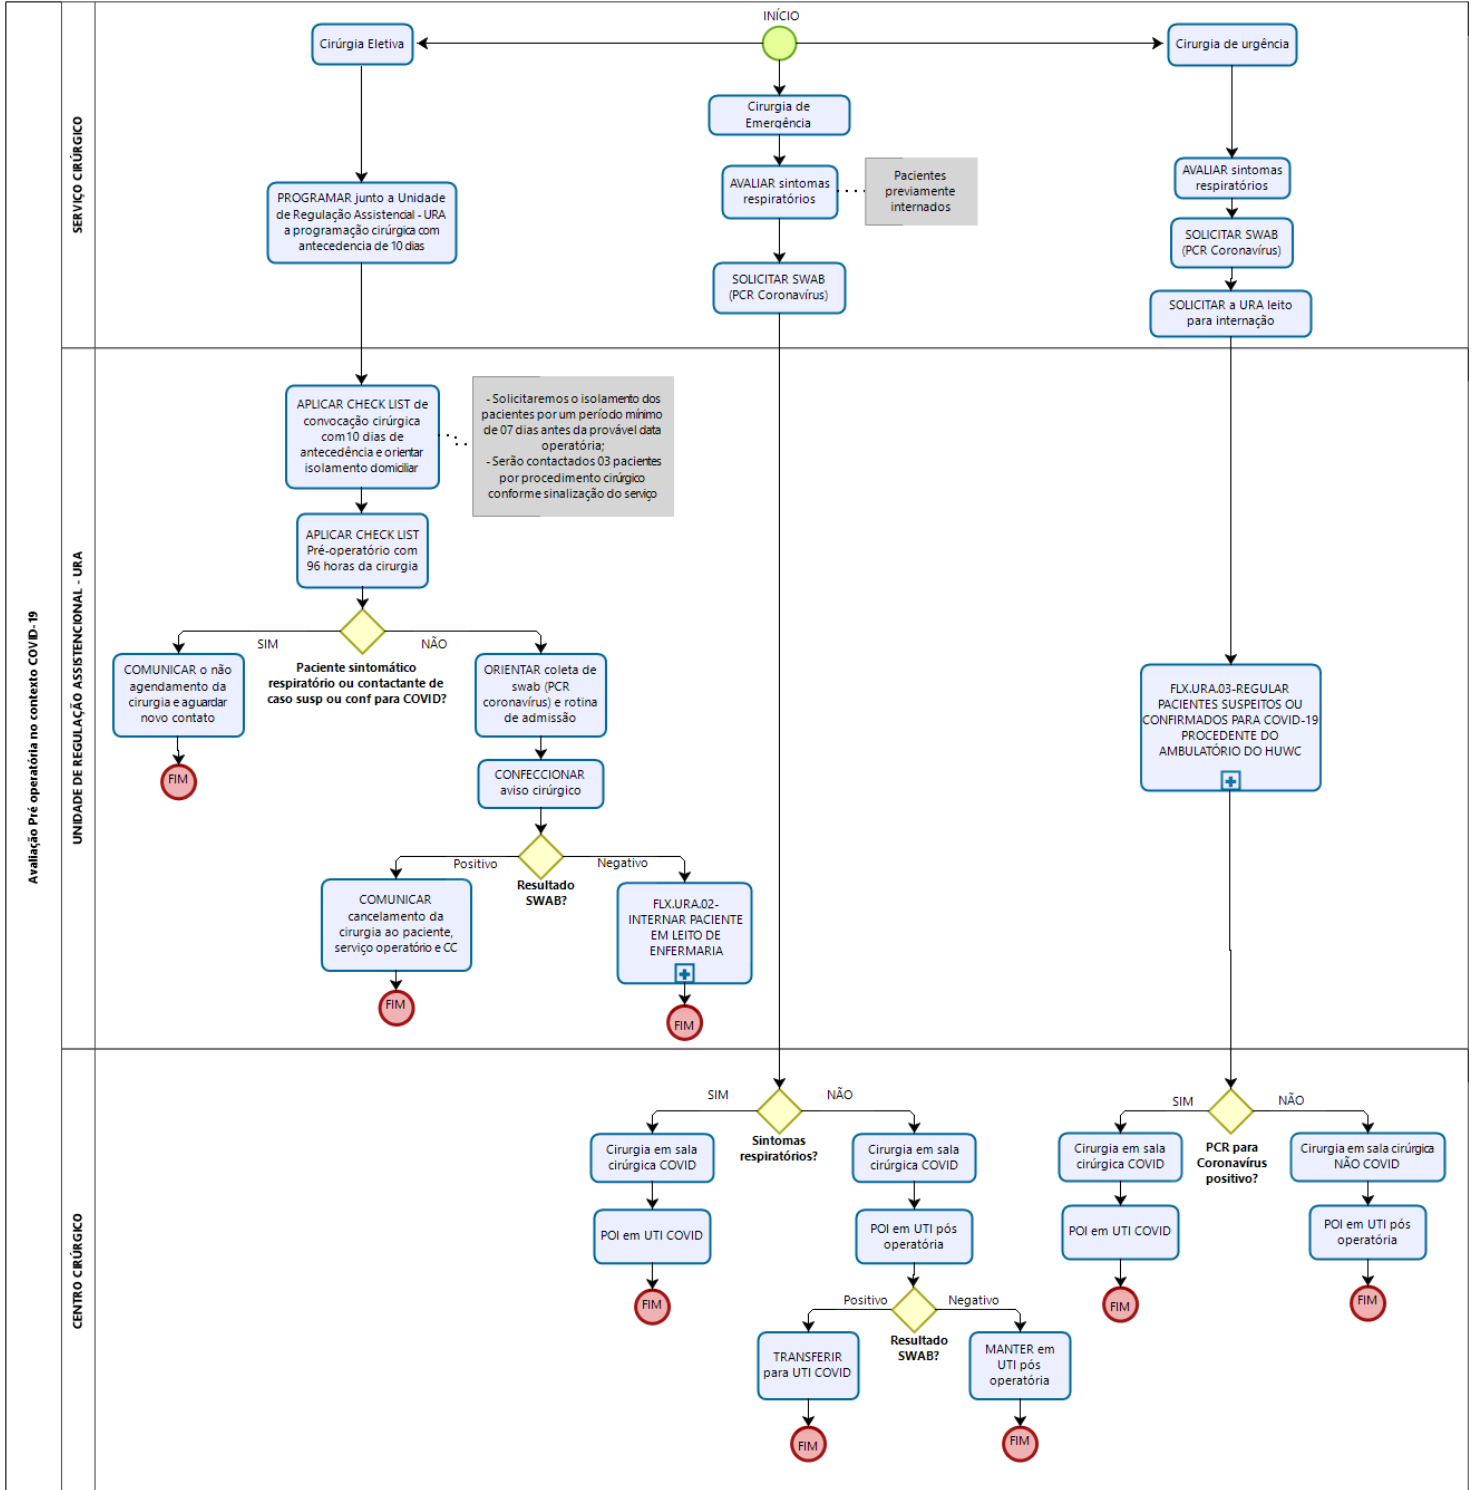 Avaliação Pré operatória no contexto COVID-19
SERVIÇO CIRÚRGICO
INÍCIO
Cirúrgia Eletiva
Cirurgia de urgência
Cirurgia de
Emergência
AVALIAR sintomas
respiratórios
Pacientes
previamente
internados
AVALIAR sintomas
respiratórios
PROGRAMAR junto a Unidade
de Regulação Assistencial - URA
a programação cirúrgica com
antecedencia de 10 dias
SOLICITAR SWAB
(PCR Coronavírus)
SOLICITAR SWAB
(PCR Coronavírus)
SOLICITAR a URA leito
para internação
UNIDADE DE REGULAÇÃO ASSISTENCIONAL - URA
APLICAR CHECK LIST de
convocação cirúrgica
com 10 dias de
antecedência e orientar
isolamento domiciliar
- Solicitaremos o isolamento dos
pacientes por um período mínimo
de 07 dias antes da provável data
operatória;
- Serão contactados 03 pacientes
por procedimento cirúrgico
conforme sinalização do serviço
APLICAR CHECK LIST
Pré-operatório com
96 horas da cirurgia
SIM
NÃO
Paciente sintomático
respiratório ou contactante de
caso susp ou conf para COVID?
COMUNICAR o não
agendamento da
cirurgia e aguardar
novo contato
FIM
ORIENTAR coleta de
swab (PCR
coronavírus) e rotina
de admissão
CONFECCIONAR
aviso cirúrgico
Positivo
Negativo
Resultado
SWAB?
COMUNICAR
cancelamento da
cirurgia ao paciente,
serviço operatório e CC
FIM
FLX.URA.02-
INTERNAR PACIENTE
EM LEITO DE
ENFERMARIA
FIM
FLX.URA.03-REGULAR
PACIENTES SUSPEITOS OU
CONFIRMADOS PARA COVID-19
PROCEDENTE DO
AMBULATÓRIO DO HUWC
CENTRO CIRÚRGICO
SIM
NÃO
Sintomas
respiratórios?
Cirurgia em sala
cirúrgica COVID
POI em UTI COVID
FIM
Cirurgia em sala
cirúrgica COVID
POI em UTI pós
operatória
Positivo
Negativo
Resultado
SWAB?
TRANSFERIR
para UTI COVID
FIM
MANTER em
UTI pós
operatória
FIM
SIM
NÃO
PCR para
Coronavírus
positivo?
Cirurgia em sala
cirúrgica COVID
POI em UTI COVID
FIM
Cirurgia em sala cirúrgica
NÃO COVID
POI em UTI pós
operatória
FIM